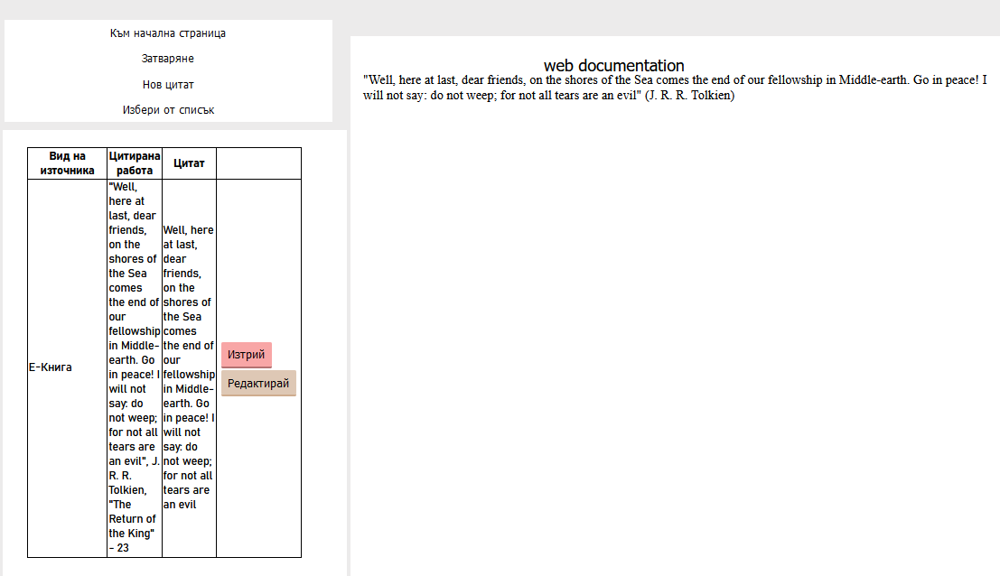 Към начална страница
Затваряне
Нов цитат
Избери от списък
Вид на
източника
Цитирана
работа
Цитат
Е-Книга
"Well,
here at
last, dear
friends,
on the
shores of
the Sea
comes
the end of
our
fellowship
in Middle-
earth. Go
in peace! I
will not
say: do
not weep;
for not all
tears are
an evil", J.
R. R.
Tolkien,
"The
Return of
the King"
- 23
Well, here
at last,
dear
friends,
on the
shores of
the Sea
comes
the end of
our
fellowship
in Middle-
earth. Go
in peace! I
will not
say: do
not weep;
for not all
tears are
an evil
Изтрий
Редактирай
web documentation
"Well, here at last, dear friends, on the shores of the Sea comes the end of our fellowship in Middle-earth. Go in peace! I
will not say: do not weep; for not all tears are an evil" (J. R. R. Tolkien)